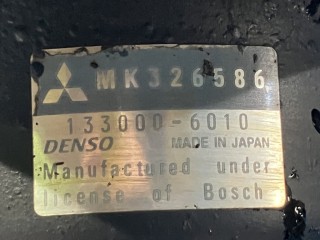 MK326586
133000-6010
DENSO MADE IN JAPAN
Manufactured under
license of Bosch